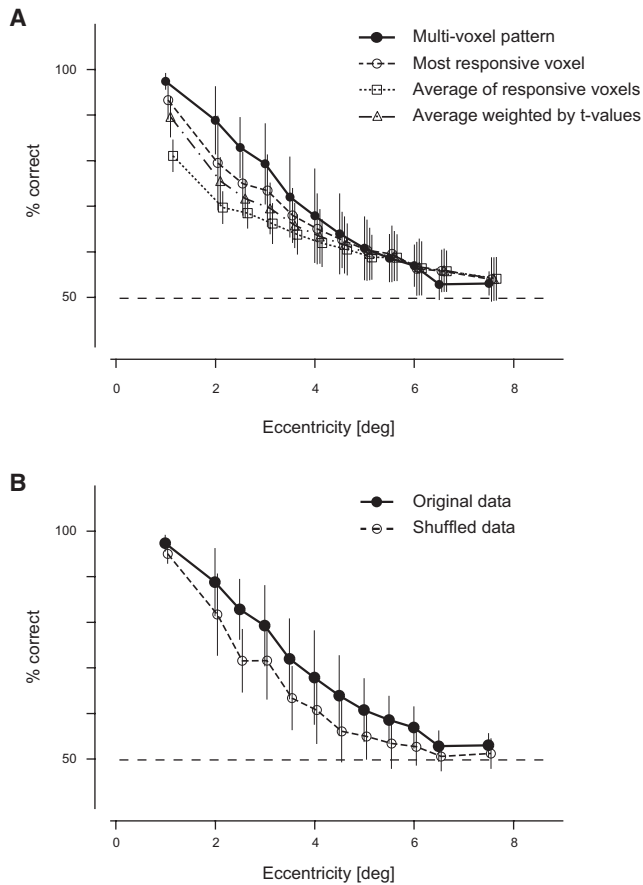 A
Multi-voxel pattern
Most responsive voxel
Average of responsive voxels
Average weighted by t-values
100
50
% correct
0 2 4 6 8
Eccentricity [deg]
B
Original data
Shuffled data
100
50
% correct
0 2 4 6 8
Eccentricity [deg]